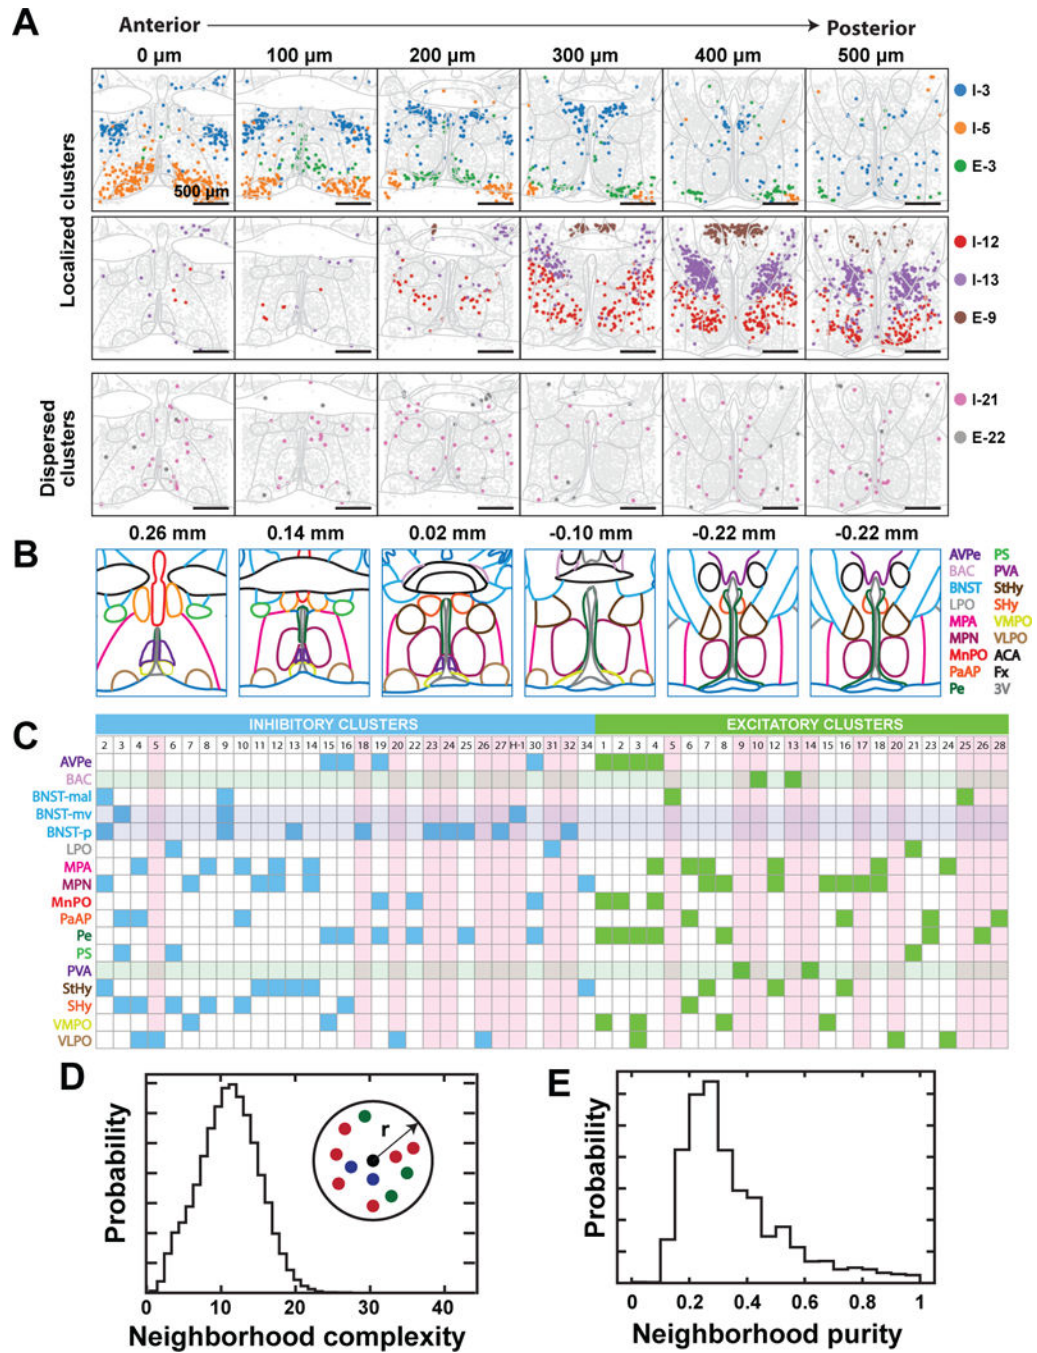 A
Anterior
Posterior
0 µm 100 µm 200 µm 300 µm 400 µm 500 µm
Localized clusters
I-3
I-5
E-3
500 µm
I-12
I-13
E-9
Dispersed
clusters
I-21
E-22
B
0.26 mm 0.14 mm 0.02 mm -0.10 mm -0.22 mm -0.22 mm
AVPe PS
BAC PVA
BNST StHy
LPO SHy
MPA VMPO
MPN VLPO
MnPO ACA
PaAP Fx
Pe 3V
C
INHIBITORY CLUSTERS EXCITATORY CLUSTERS
2 3 4 5 6 7 8 9 10 11 12 13 14 15 16 18 19 20 22 23 24 25 26 27 H-1 30 31 32 34 1 2 3 4 5 6 7 8 9 10 12 13 14 15 16 17 18 20 21 23 24 25 26 28
AVPe
BAC
BNST-mal
BNST-mv
BNST-p
LPO
MPA
MPN
MnPO
PaAP
Pe
PS
PVA
StHy
SHy
VMPO
VLPO
D
Probability
r
0 10 20 30 40
Neighborhood complexity
E
Probability
0 0.2 0.4 0.6 0.8 1
Neighborhood purity